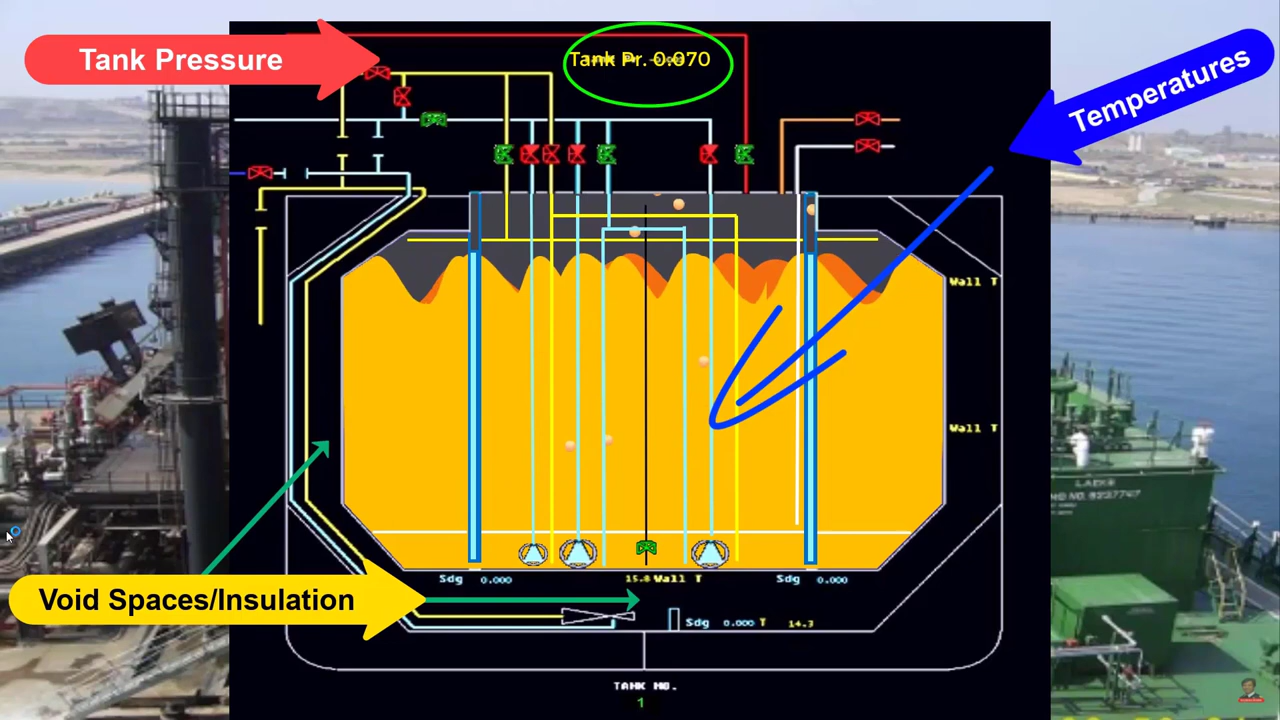 Tank Pressure
Tank Pr. 0.070
Temperatures
Wall T
Wall T
Void Spaces/Insulation
Sdg 0.000
15.8 Wall T
Sdg 0.000
Sdg 0.000 T 14.3
TANK NO.
1